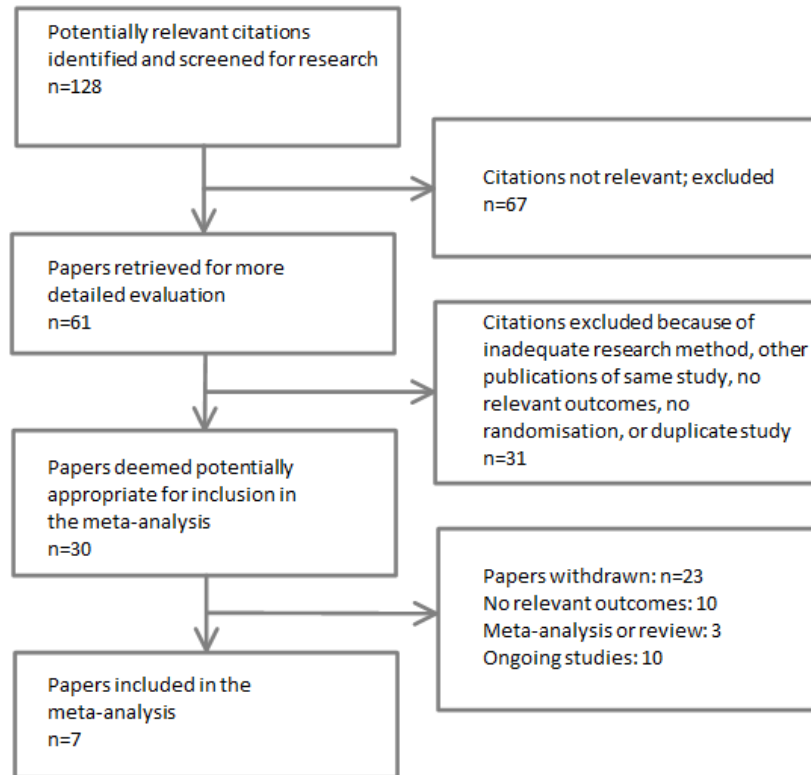 Potentially relevant citations
identified and screened for research
n=128
Citations not relevant; excluded
n=67
Papers retrieved for more
detailed evaluation
n=61
Citations excluded because of
inadequate research method, other
publications of same study, no
relevant outcomes, no
randomisation, or duplicate study
n=31
Papers deemed potentially
appropriate for inclusion in
the meta-analysis
n=30
Papers withdrawn: n=23
No relevant outcomes: 10
Meta-analysis or review: 3
Ongoing studies: 10
Papers included in the
meta-analysis
n=7